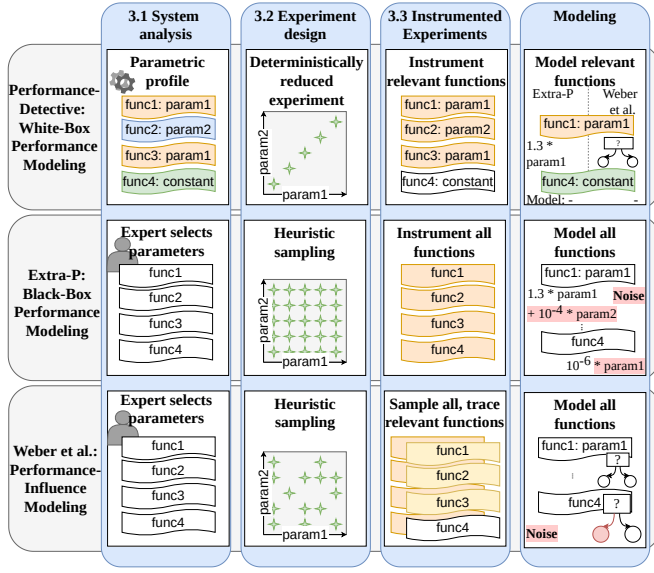 3.1 System
analysis
3.2 Experiment
design
3.3 Instrumented
Experiments
Modeling
Performance-
Detective:
White-Box
Performance
Modeling
Parametric
profile
func1: param1
func2: param2
func3: param1
func4: constant
Deterministically
reduced
experiment
param2
param1
Instrument
relevant functions
func1: param1
func2: param2
func3: param1
func4: constant
Model relevant
functions
Extra-P
Weber
et al.
func1: param1
1.3 *
param1
?
func4: constant
Model: -
-
Extra-P:
Black-Box
Performance
Modeling
Expert selects
parameters
func1
func2
func3
func4
Heuristic
sampling
param2
param1
Instrument all
functions
func1
func2
func3
func4
Model all
functions
func1: param1
1.3 * param1
Noise
+ 10-4 * param2
func4
10-6 * param1
Weber et al.:
Performance-
Influence
Modeling
Expert selects
parameters
func1
func2
func3
func4
Heuristic
sampling
param2
param1
Sample all, trace
relevant functions
func1
func2
func3
func4
Model all
functions
func1: param1
?
func4
?
Noise